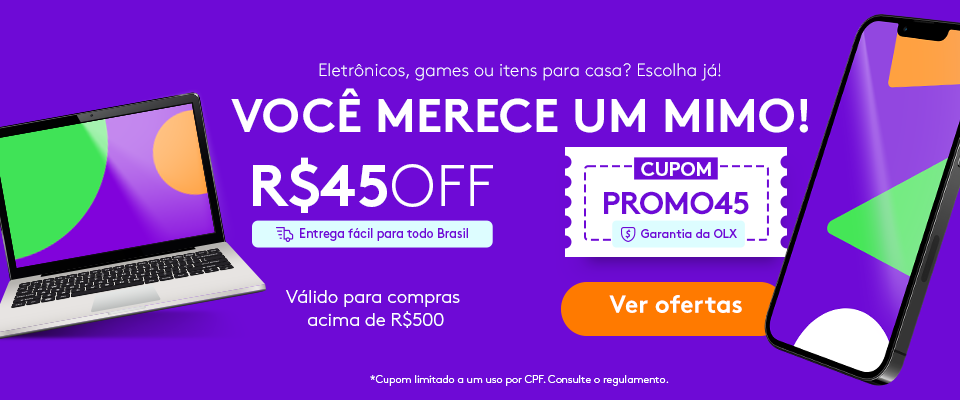 Eletrônicos, games ou itens para casa? Escolha já!
VOCÊ MERECE UM MIMO!
R$45OFF
Entrega fácil para todo Brasil
Válido para compras
acima de R$500
CUPOM
PROMO45
Garantia da OLX
Ver ofertas
*Cupom limitado a um uso por CPF. Consulte o regulamento.